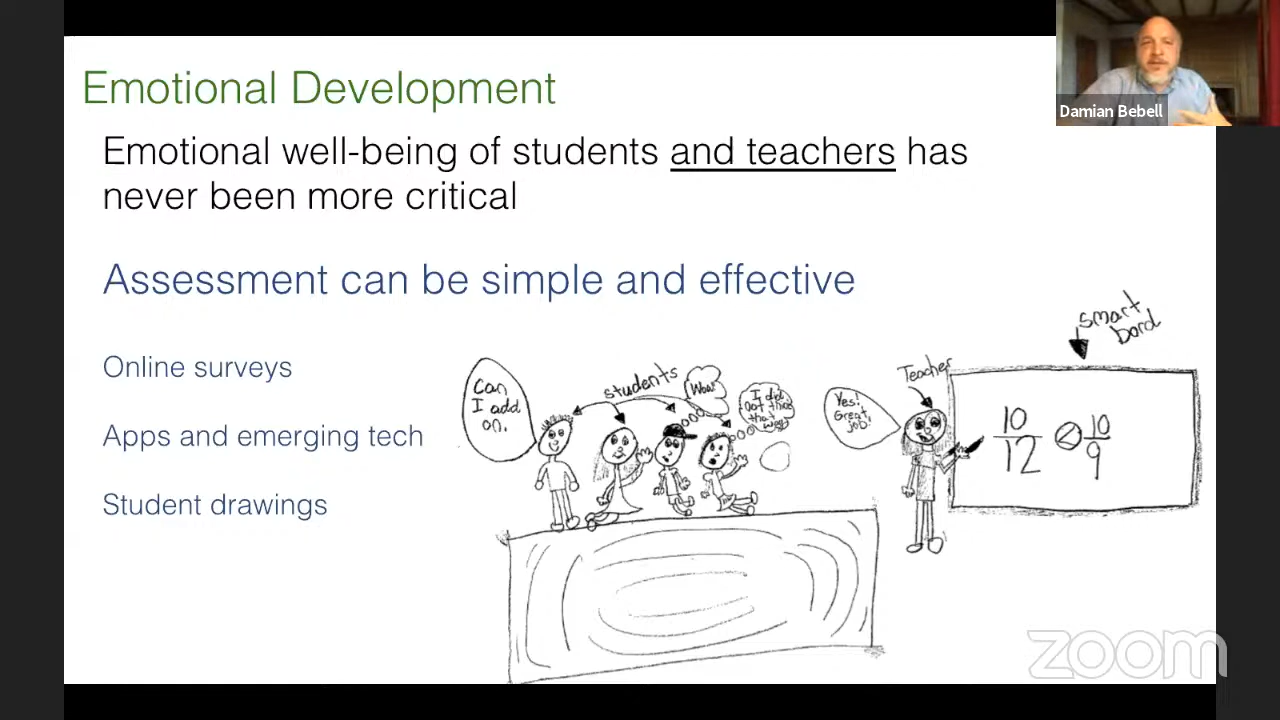 Emotional Development
Damian Bebell
Emotional well-being of students and teachers has
never been more critical
Assessment can be simple and effective
Online surveys
Apps and emerging tech
Student drawings
Can
I add
on.
students
Wow!
I did
not think
that
way
Yes!
Great
job!
Teacher
smart
bord
10
12
10
9
zoom